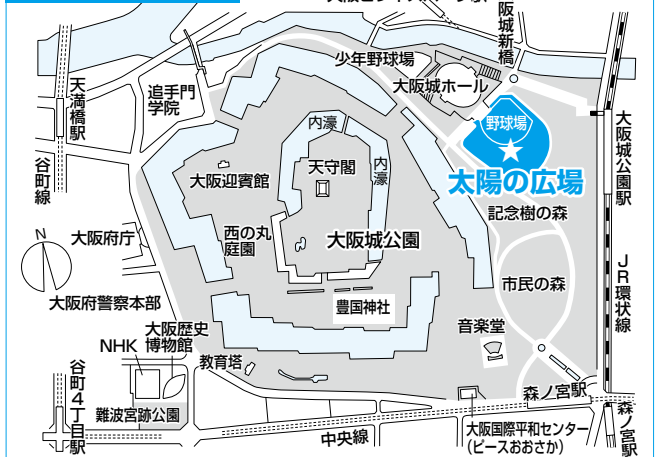 阪城新橋
少年野球場
大阪城ホール
天満橋駅
追手門
学院
野球場
太陽の広場
大阪城公園駅
内濠
天守閣
内濠
大阪迎賓館
谷町線
記念樹の森
西の丸
庭園
大阪城公園
N
大阪府庁
JR環状線
市民の森
大阪府警察本部
豊国神社
音楽堂
大阪歴史
博物館
NHK
教育塔
谷町4丁目駅
難波宮跡公園
森ノ宮駅
中央線
大阪国際平和センター
(ピースおおさか)
森ノ宮駅